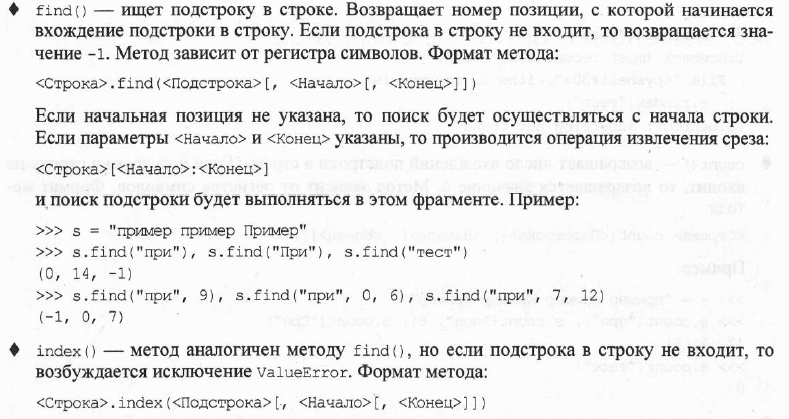 ♦ find() — ищет подстроку в строке. Возвращает номер позиции, с которой начинается
вхождение подстроки в строку. Если подстрока в строку не входит, то возвращается зна-
чение -1. Метод зависит от регистра символов. Формат метода:
<Строка>.find(<Подстрока>[, <Начало>[, <Конец>]])
Если начальная позиция не указана, то поиск будет осуществляться с начала строки.
Если параметры <Начало> и <Конец> указаны, то производится операция извлечения среза:
<Строка>[<Начало>:<Конец>]
и поиск подстроки будет выполняться в этом фрагменте. Пример:
>>> s = "пример пример Пример"
>>> s.find("при"), s.find("При"), s.find("тест")
(0, 14, -1)
>>> s.find("при", 9), s.find("при", 0, 6), s.find("при", 7, 12)
(-1, 0, 7)
♦ index() — метод аналогичен методу find(), но если подстрока в строку не входит, то
возбуждается исключение ValueError. Формат метода:
<Строка>.index(<Подстрока>[, <Начало>[, <Конец>]])